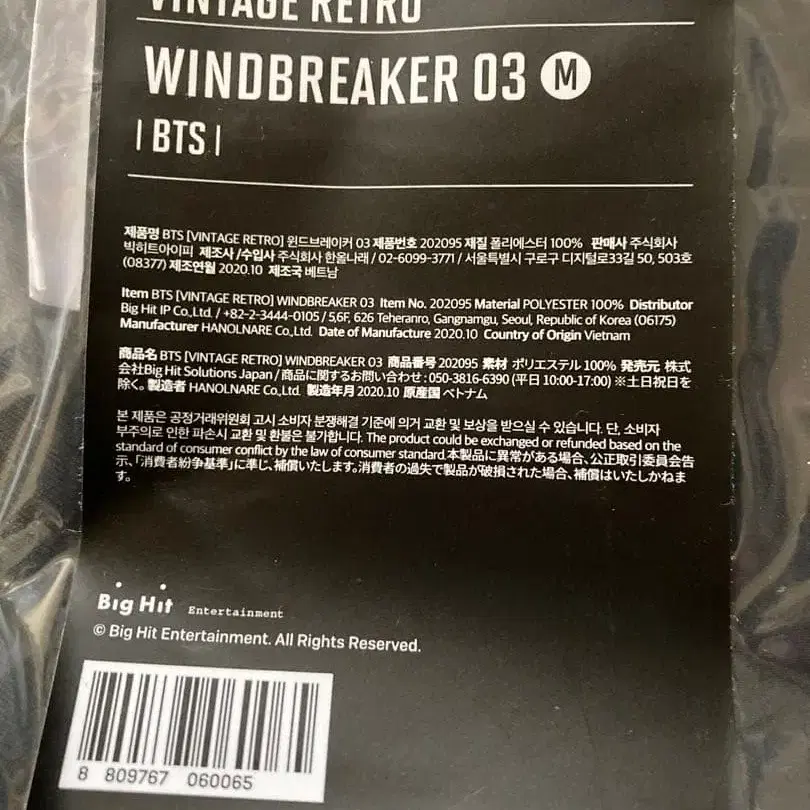 VINTAGE RETRO
WINDBREAKER 03 M
| BTS |
제품명 BTS [VINTAGE RETRO] 윈드브레이커 03 제품번호 202095 재질 폴리에스터 100% 판매사 주식회사
빅히트아이피 제조사 /수입사 주식회사 한올나래 / 02-6099-3771 / 서울특별시 구로구 디지털로33길 50, 503호
(08377) 제조연월 2020.10 제조국 베트남
Item BTS [VINTAGE RETRO] WINDBREAKER 03 Item No. 202095 Material POLYESTER 100% Distributor
Big Hit IP Co.,Ltd. / +82-2-3444-0105 / 5,6F, 626 Teheranro, Gangnamgu, Seoul, Republic of Korea (06175)
Manufacturer HANOLNARE Co.,Ltd. Date of Manufacture 2020.10 Country of Origin Vietnam
商品名 BTS [VINTAGE RETRO] WINDBREAKER 03 商品番号 202095 素材 ポリエステル 100% 発売元 株式
会社Big Hit Solutions Japan / 商品に関するお問い合わせ : 050-3816-6390 (平日 10:00-17:00) ※土日祝日を
除く。 製造者 HANOLNARE Co.,Ltd. 製造年月 2020.10 原産国 ベトナム
본 제품은 공정거래위원회 고시 소비자 분쟁해결 기준에 의거 교환 및 보상을 받으실 수 있습니다. 단, 소비자
부주의로 인한 파손시 교환 및 환불은 불가합니다. The product could be exchanged or refunded based on the
standard of consumer conflict by the law of consumer standard.本製品に異常がある場合、公正取引委員会告
示、「消費者紛争基準」に準じ、補償いたします。消費者の過失で製品が破損された場合、補償はいたしかねま
す。
Big Hit Entertainment
© Big Hit Entertainment. All Rights Reserved.
8 809767 060065